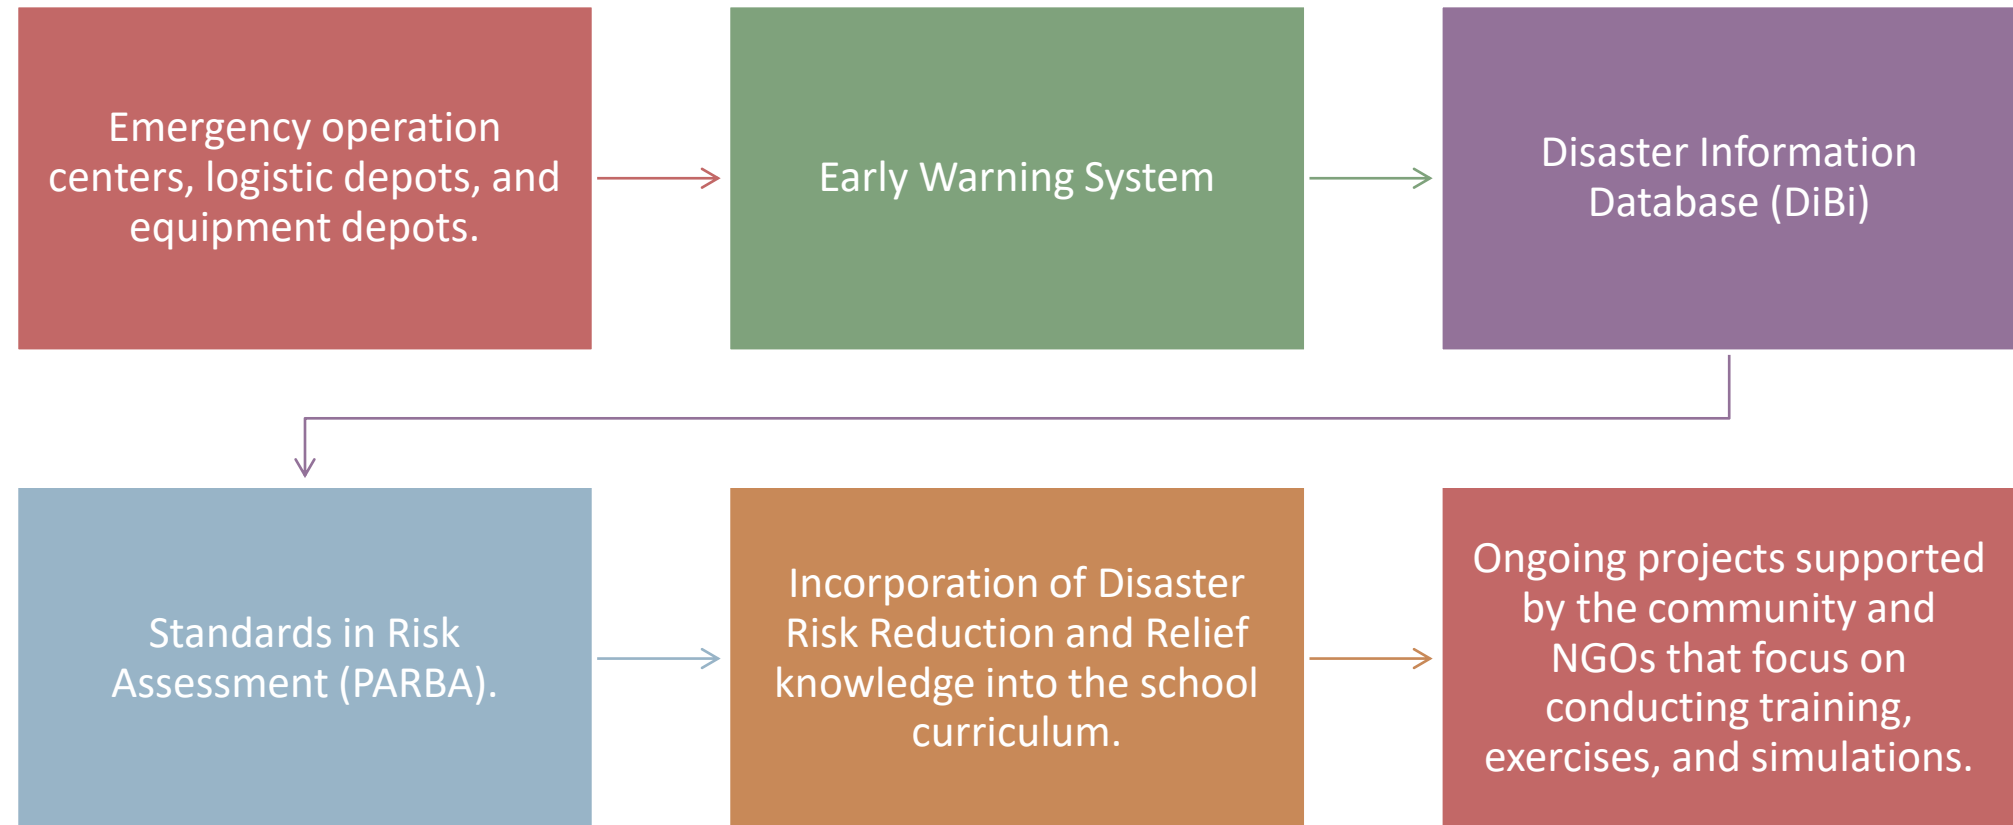 Emergency operation
centers, logistic depots, and
equipment depots.
Early Warning System
Disaster Information
Database (DiBi)
Standards in Risk
Assessment (PARBA).
Incorporation of Disaster
Risk Reduction and Relief
knowledge into the school
curriculum.
Ongoing projects supported
by the community and
NGOs that focus on
conducting training,
exercises, and simulations.